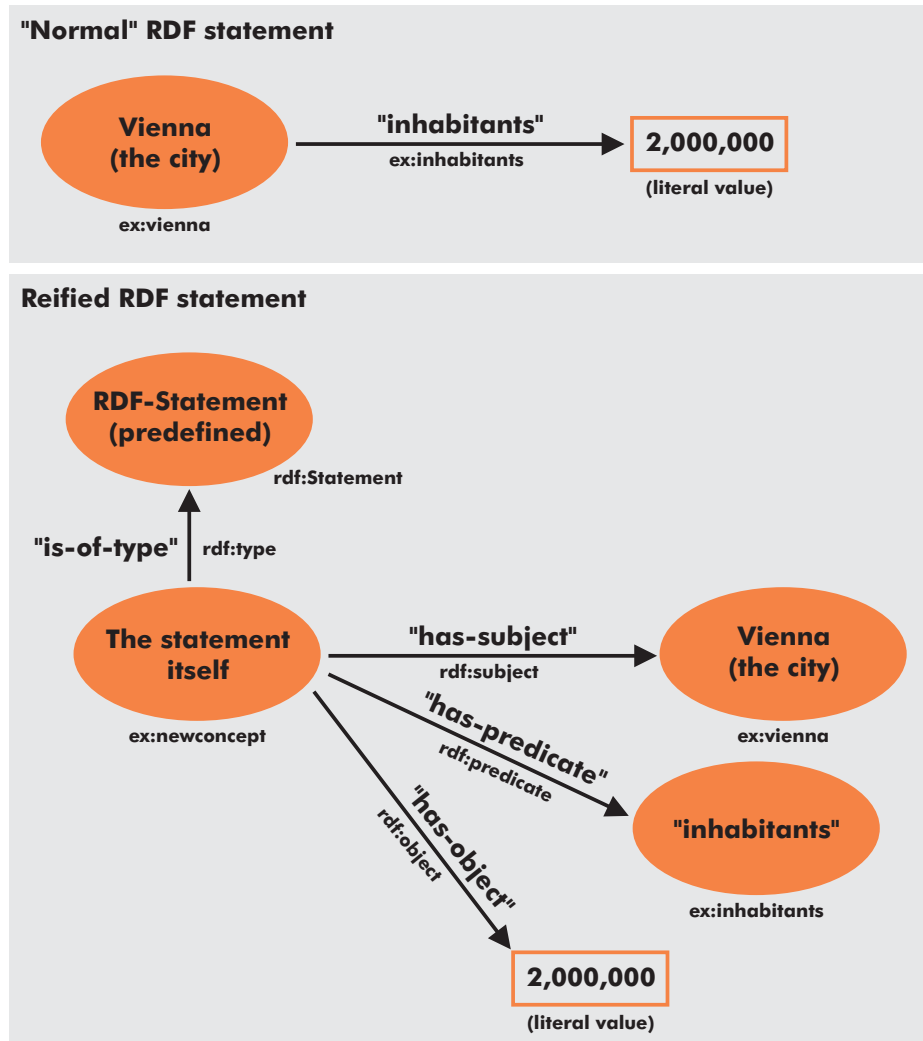 "Normal" RDF statement
Vienna
(the city)
ex:vienna
"inhabitants"
ex:inhabitants
2,000,000
(literal value)
Reified RDF statement
RDF-Statement
(predefined)
rdf:Statement
"is-of-type"
rdf:type
The statement
itself
ex:newconcept
"has-subject"
rdf:subject
Vienna
(the city)
ex:vienna
"has-predicate"
rdf:predicate
"inhabitants"
ex:inhabitants
"has-object"
rdf:object
2,000,000
(literal value)